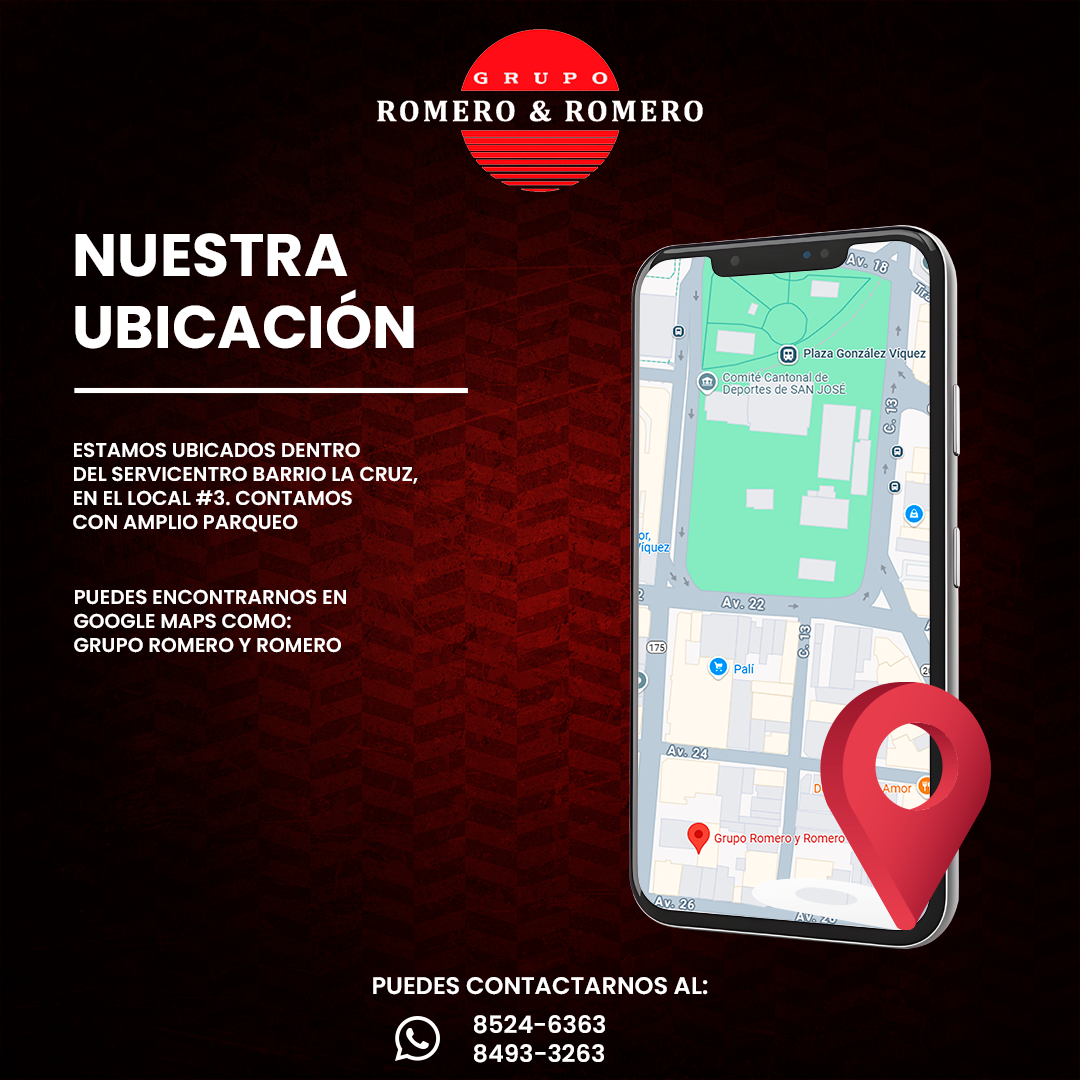 GRUPO
ROMERO & ROMERO
NUESTRA
UBICACIÓN
ESTAMOS UBICADOS DENTRO
DEL SERVICENTRO BARRIO LA CRUZ,
EN EL LOCAL #3. CONTAMOS
CON AMPLIO PARQUEO
PUEDES ENCONTRARNOS EN
GOOGLE MAPS COMO:
GRUPO ROMERO Y ROMERO
Av. 18
Plaza González Víquez
Comité Cantonal de
Deportes de SAN JOSÉ
C. 13
or,
íquez
Av. 22
C. 13
175
Palí
Av. 24
Amor
Grupo Romero y Romero
Av. 26
PUEDES CONTACTARNOS AL:
8524-6363
8493-3263